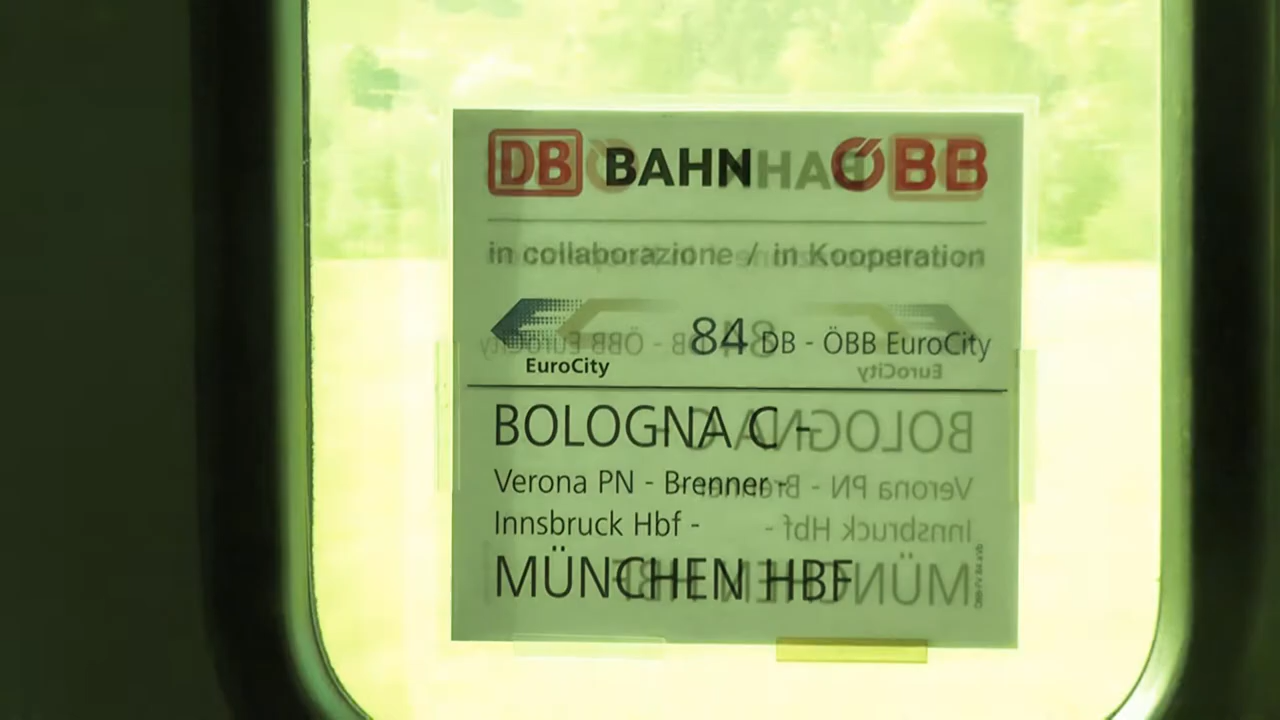 DB BAHN ÖBB
in collaborazione / in Kooperation
84 DB - ÖBB EuroCity
EuroCity
BOLOGNA C -
Verona PN - Brenner -
Innsbruck Hbf -
MÜNCHEN HBF